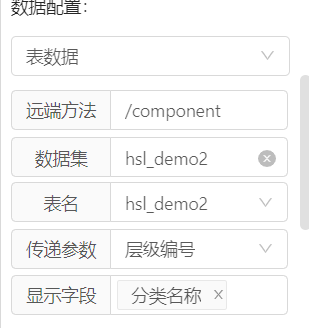 数据配置：
表数据
远端方法 /component
数据集 hsl_demo2
表名 hsl_demo2
传递参数 层级编号
显示字段 分类名称 ×